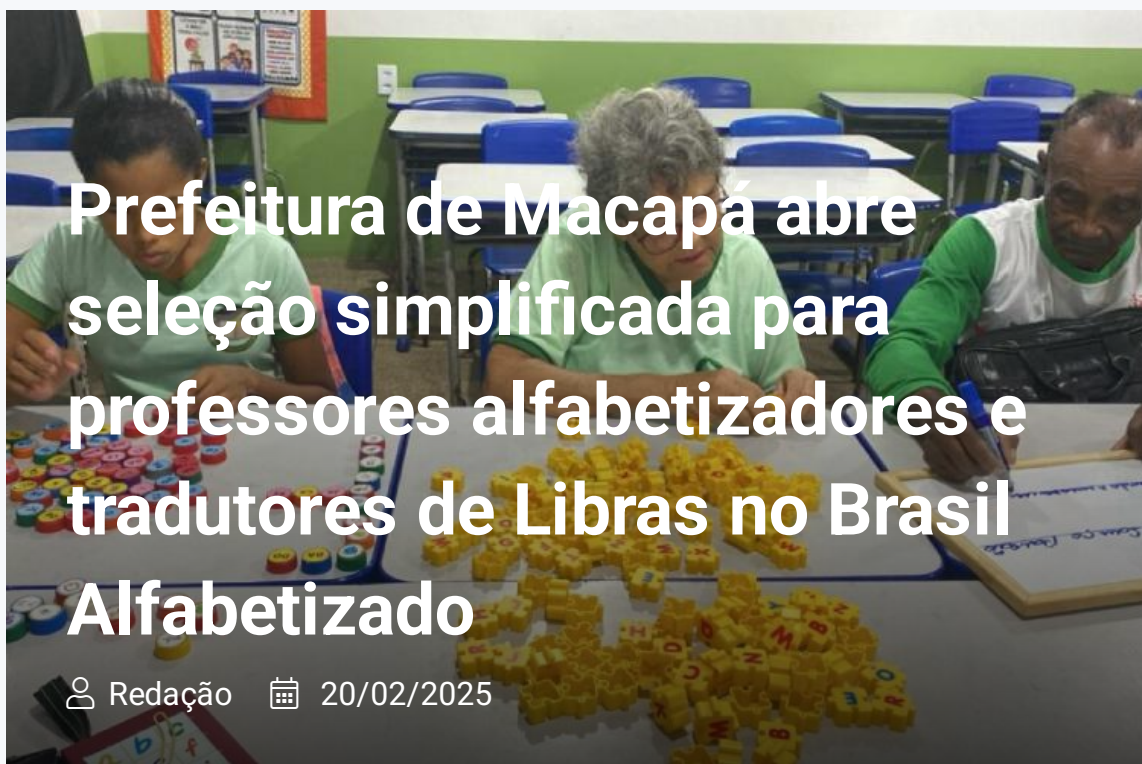 Prefeitura de Macapá abre
seleção simplificada para
professores alfabetizadores e
tradutores de Libras no Brasil
Alfabetizado
Redação 20/02/2025